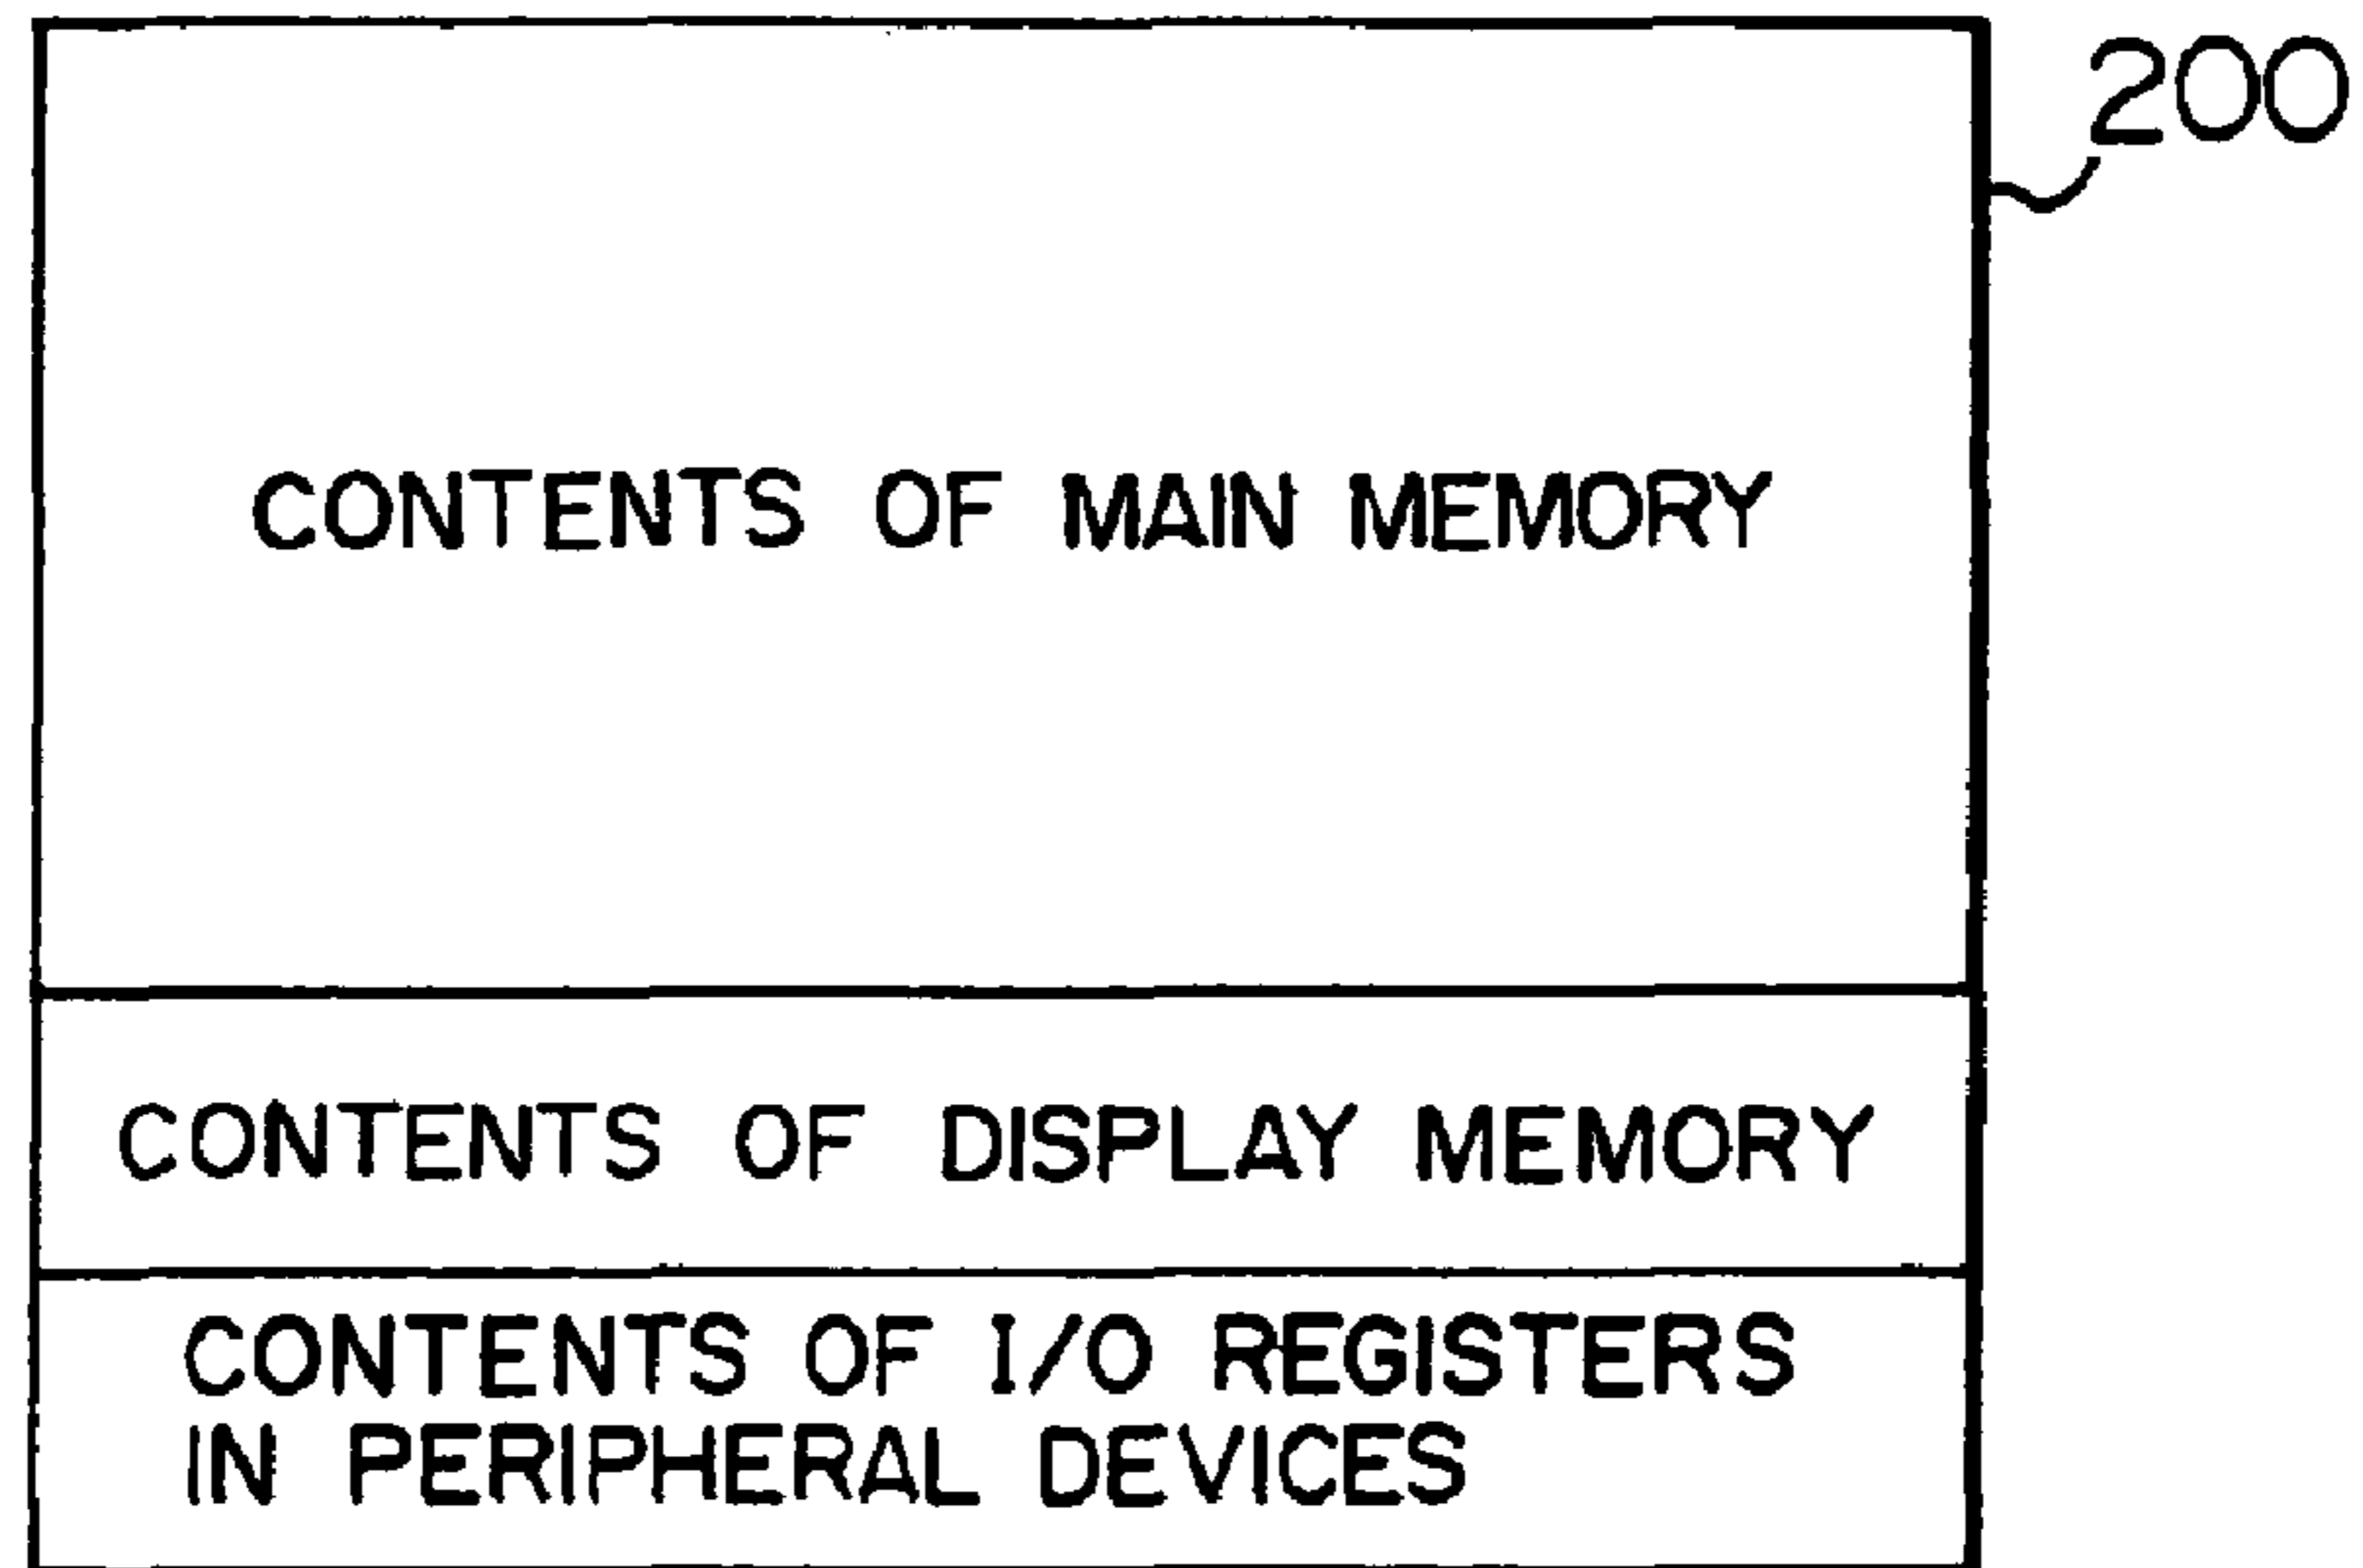 200
CONTENTS OF MAIN MEMORY
CONTENTS OF DISPLAY MEMORY
CONTENTS OF I/O REGISTERS
IN PERIPHERAL DEVICES